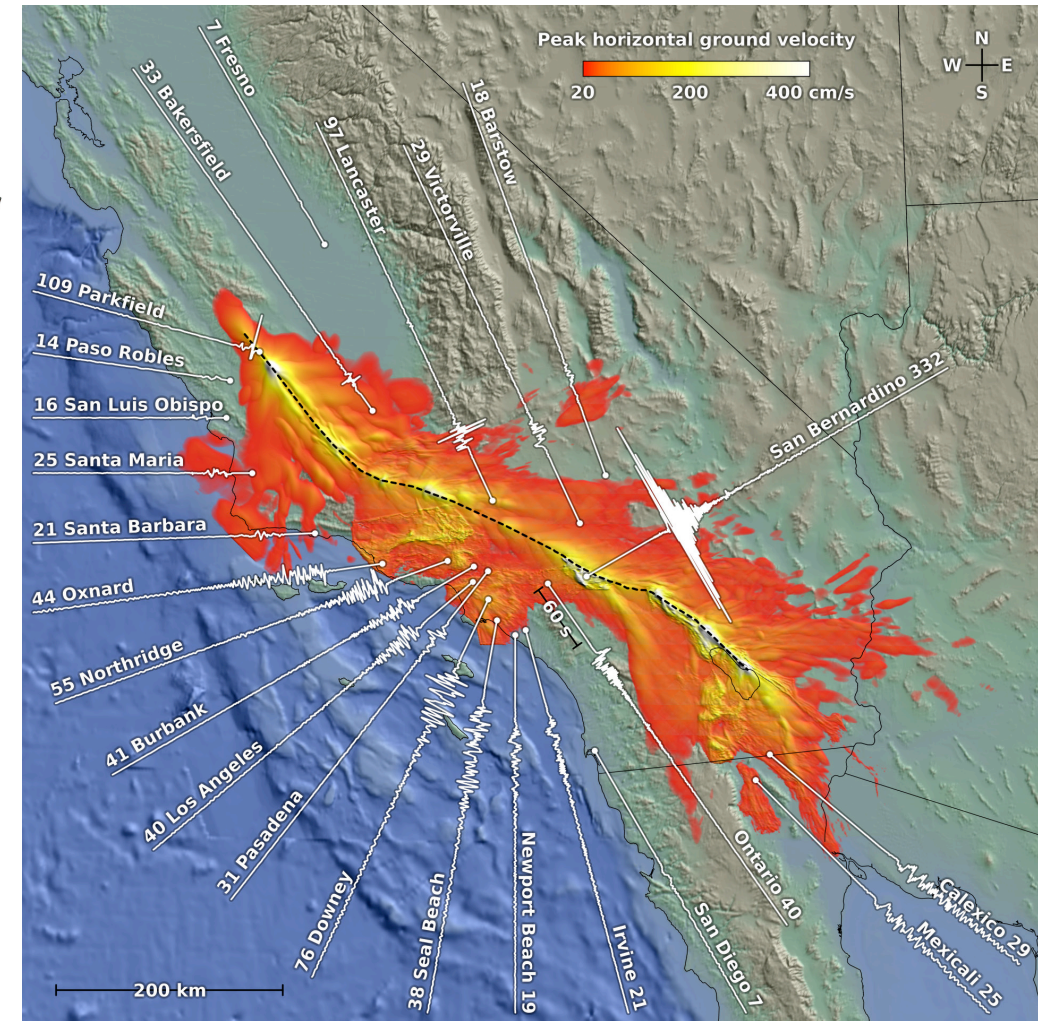 Peak horizontal ground velocity
20 200 400 cm/s
N
W E
S
7 Fresno
33 Bakersfield
97 Lancaster
29 Victorville
18 Barstow
109 Parkfield
14 Paso Robles
16 San Luis Obispo
25 Santa Maria
21 Santa Barbara
44 Oxnard
55 Northridge
41 Burbank
40 Los Angeles
31 Pasadena
76 Downey
38 Seal Beach
Newport Beach 19
Irvine 21
San Diego 7
Ontario 40
Calexico 29
Mexicali 25
San Bernardino 332
60 s
200 km